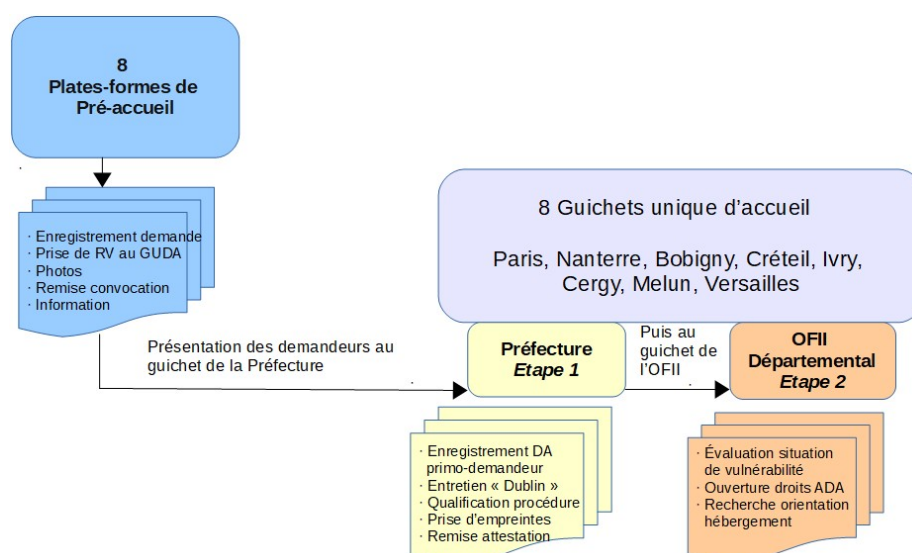 8
Plates-formes de
Pré-accueil
· Enregistrement demande
· Prise de RV au GUDA
· Photos
· Remise convocation
· Information
8 Guichets unique d'accueil
Paris, Nanterre, Bobigny, Créteil, Ivry,
Cergy, Melun, Versailles
Présentation des demandeurs au
guichet de la Préfecture
Préfecture
Etape 1
Puis au
guichet de
l'OFII
OFII
Départemental
Etape 2
· Enregistrement DA
primo-demandeur
· Entretien « Dublin »
· Qualification procédure
· Prise d'empreintes
· Remise attestation
· Évaluation situation
de vulnérabilité
· Ouverture droits ADA
· Recherche orientation
hébergement